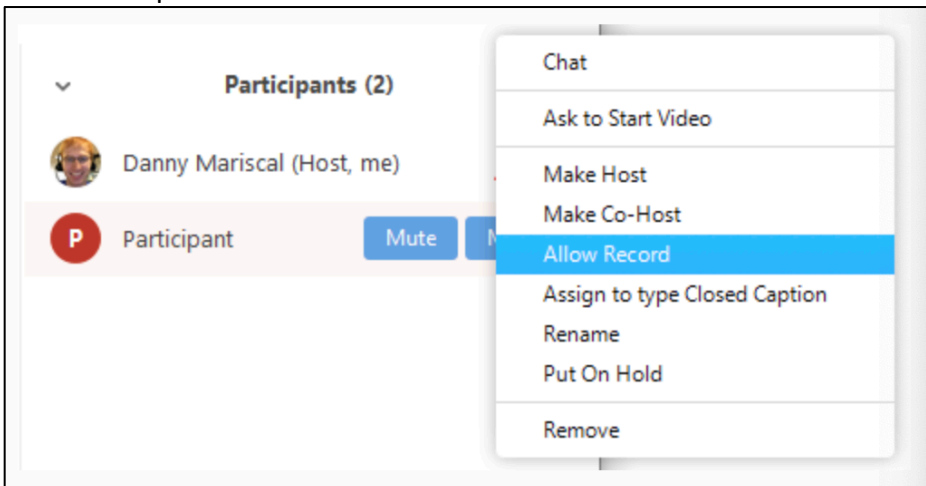 Participants (2)
Danny Mariscal (Host, me)
P Participant Mute
Chat
Ask to Start Video
Make Host
Make Co-Host
Allow Record
Assign to type Closed Caption
Rename
Put On Hold
Remove